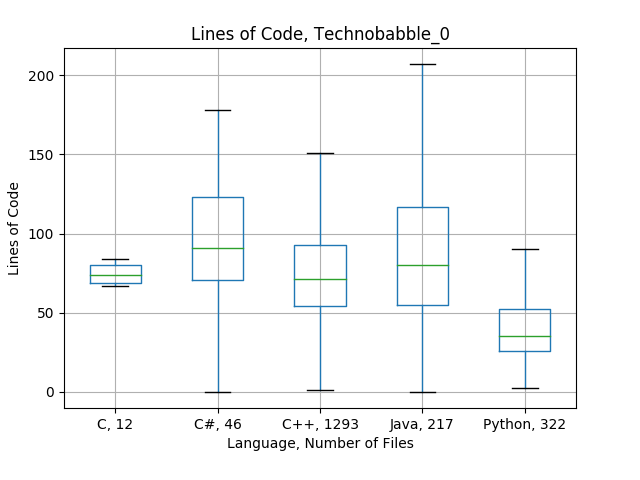 Lines of Code, Technobabble_0
200
150
100
50
0
Lines of Code
C, 12 C#, 46 C++, 1293 Java, 217 Python, 322
Language, Number of Files